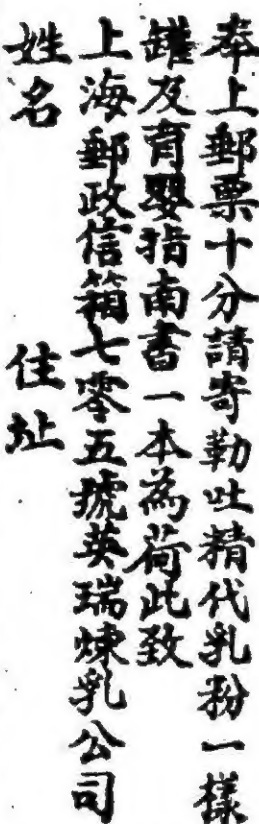 奉上郵票十分請寄勒吐精代乳粉一樣
罐及育嬰指南書一本為荷此致
上海郵政信箱七零五號英瑞煉乳公司
姓名　住址